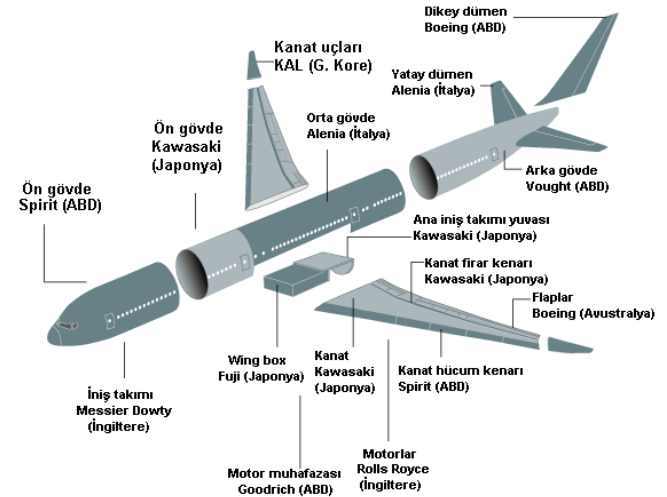 Dikey dümen
Boeing (ABD)
Kanat uçları
KAL (G. Kore)
Yatay dümen
Alenia (İtalya)
Orta gövde
Alenia (İtalya)
Ön gövde
Kawasaki
(Japonya)
Ön gövde
Spirit (ABD)
Arka gövde
Vought (ABD)
Ana iniş takımı yuvası
Kawasaki (Japonya)
Kanat firar kenarı
Kawasaki (Japonya)
Flaplar
Boeing (Avustralya)
Wing box
Fuji (Japonya)
Kanat
Kawasaki
(Japonya)
Kanat hücum kenarı
Spirit (ABD)
İniş takımı
Messier Dowty
(İngiltere)
Motor muhafazası
Goodrich (ABD)
Motorlar
Rolls Royce
(İngiltere)